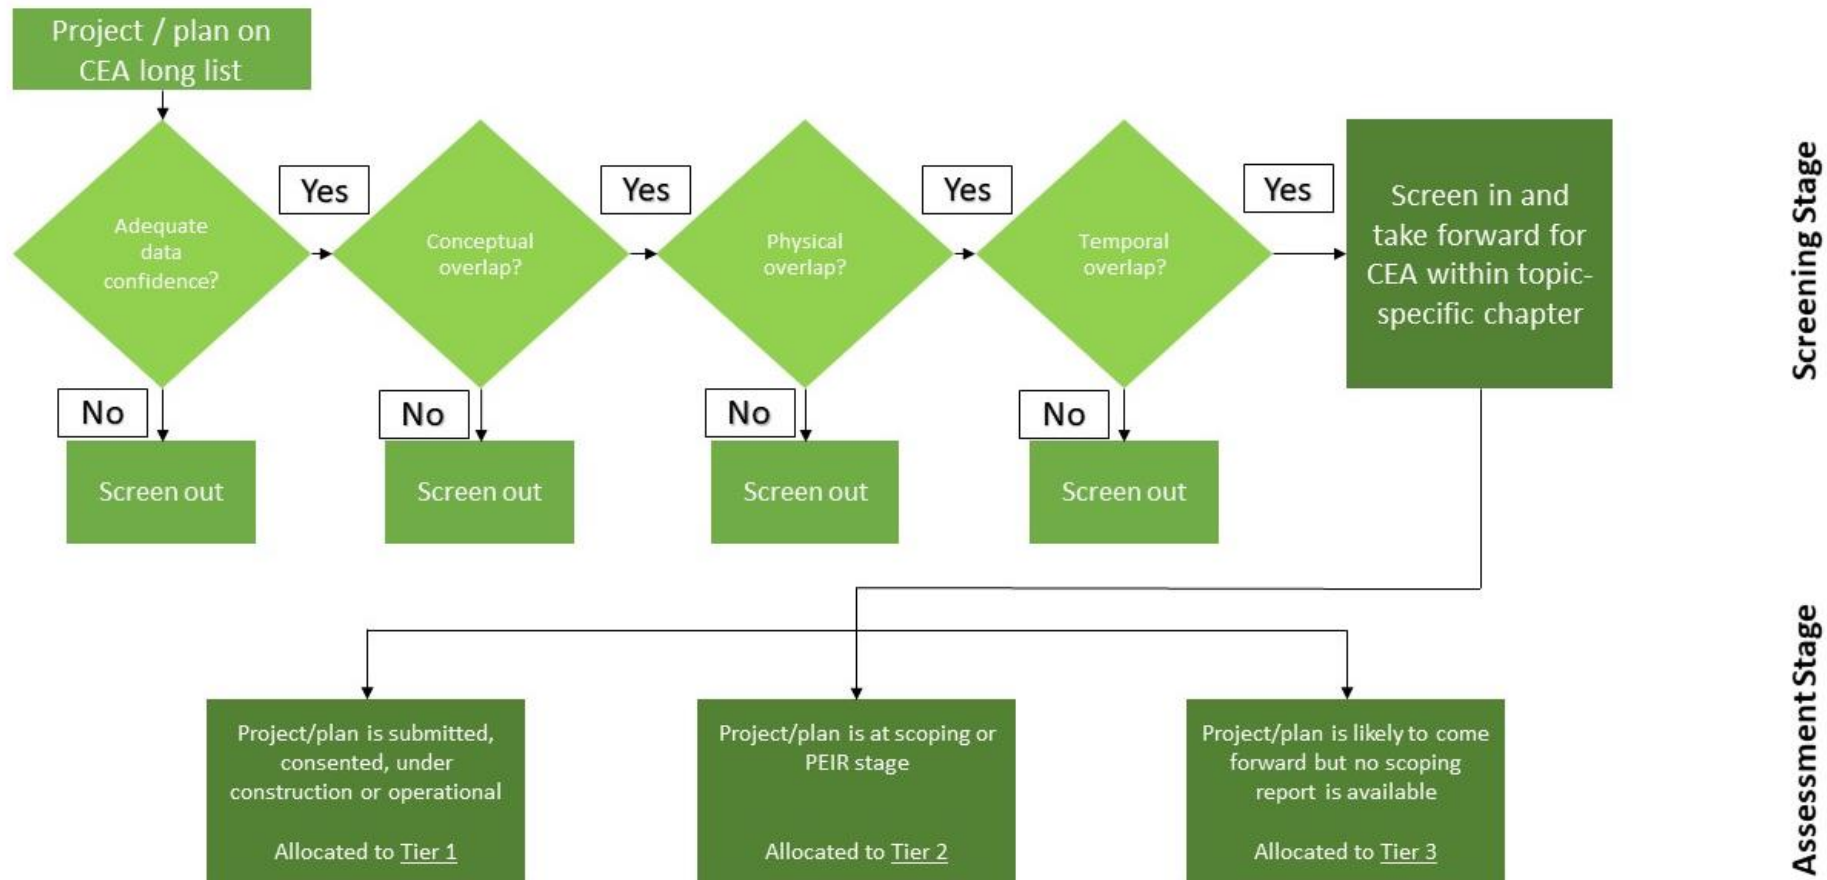 Project / plan on
CEA long list
Adequate
data
confidence?
Yes
Conceptual
overlap?
Yes
Physical
overlap?
Yes
Temporal
overlap?
Yes
Screen in and
take forward for
CEA within topic-
specific chapter
No
Screen out
No
Screen out
No
Screen out
No
Screen out
Screening Stage
Project/plan is submitted,
consented, under
construction or operational
Allocated to Tier 1
Project/plan is at scoping or
PEIR stage
Allocated to Tier 2
Project/plan is likely to come
forward but no scoping
report is available
Allocated to Tier 3
Assessment Stage